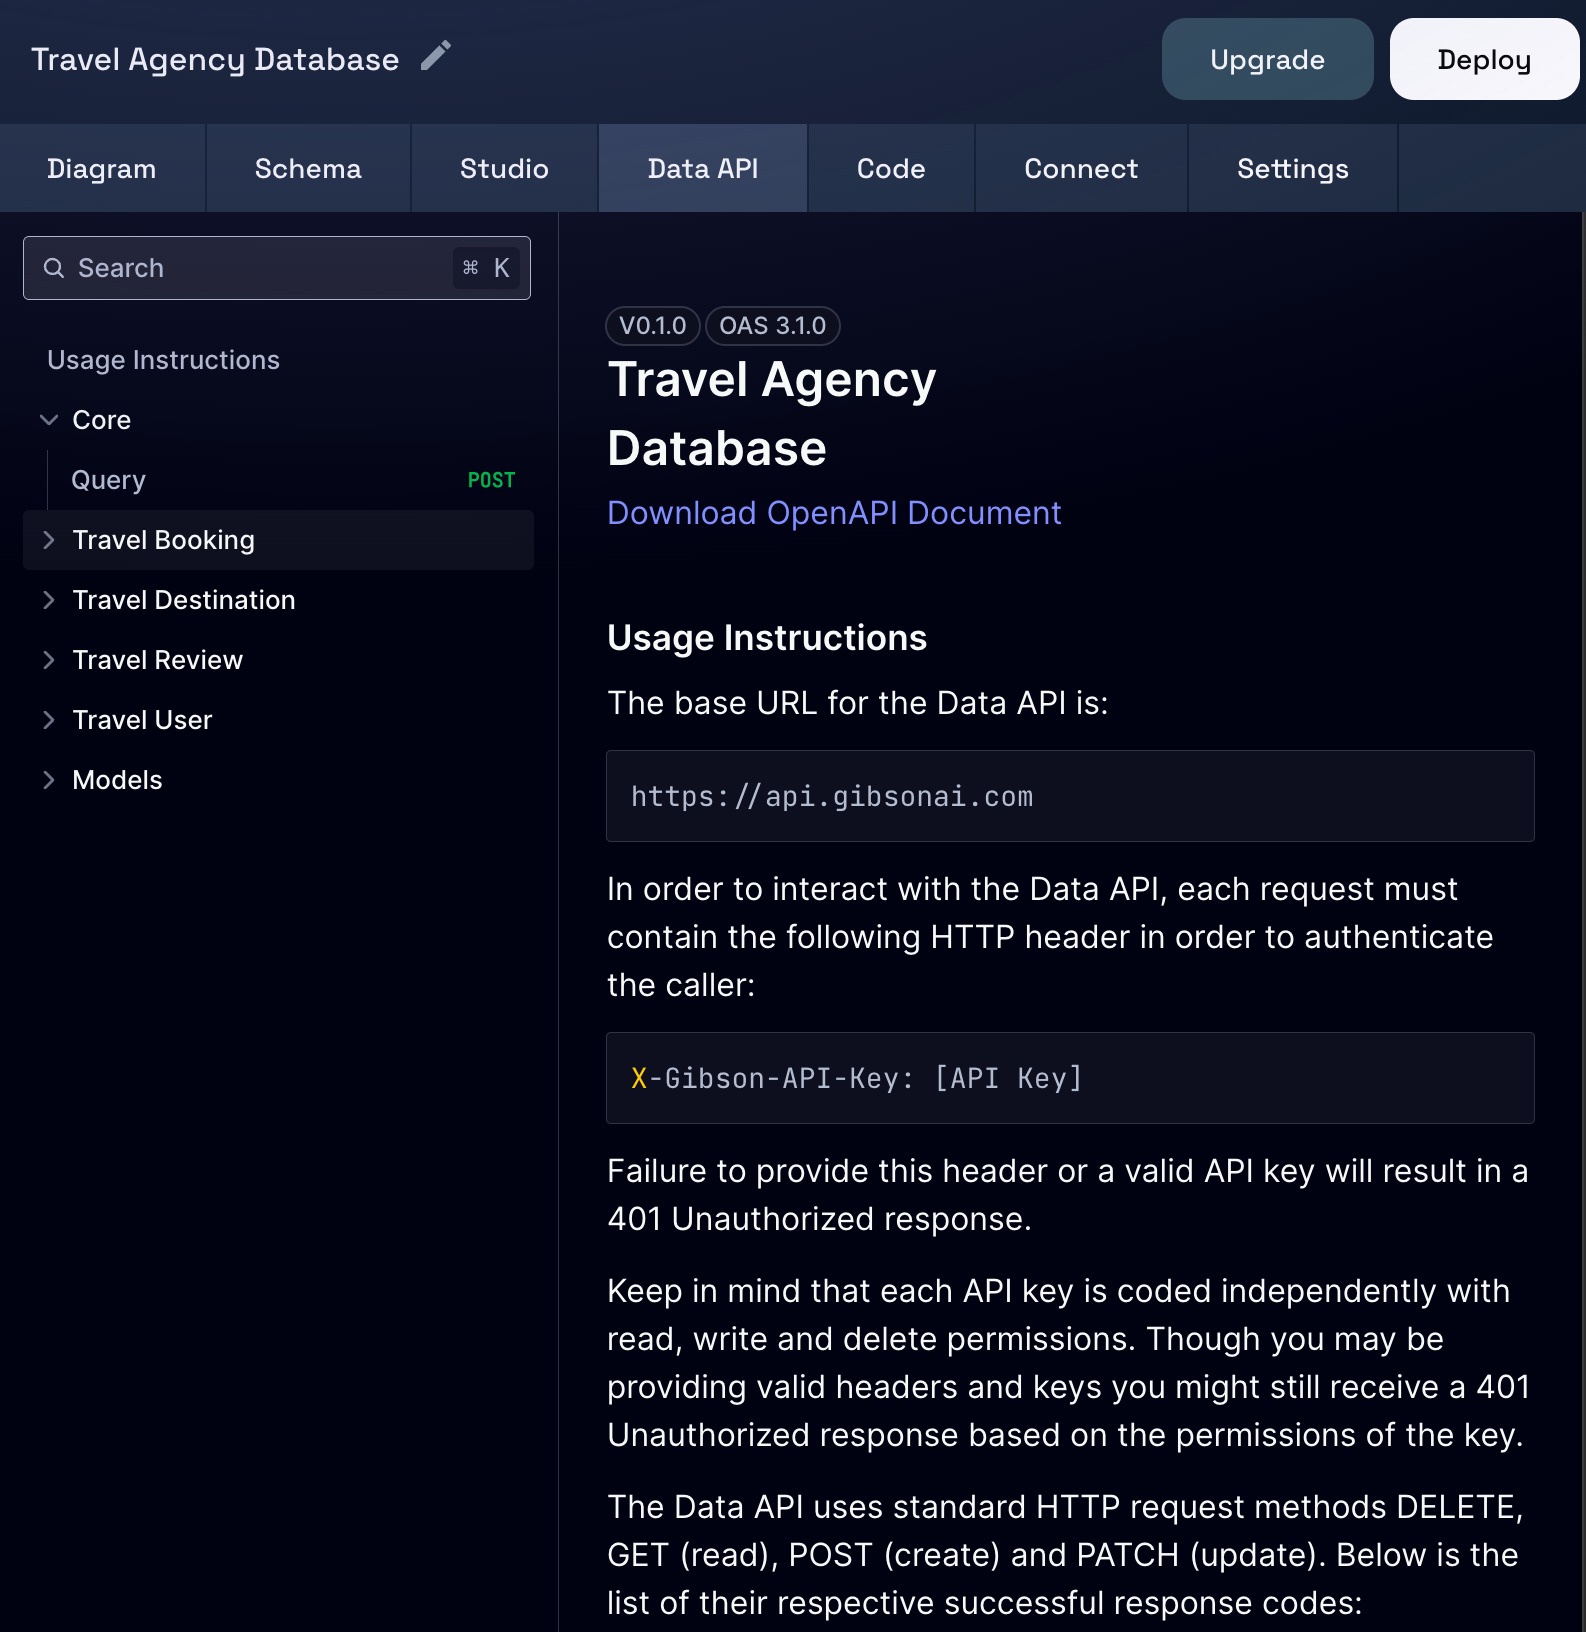 Travel Agency Database
Upgrade
Deploy
Diagram
Schema
Studio
Data API
Code
Connect
Settings
Search
⌘ K
Usage Instructions
Core
Query
POST
Travel Booking
Travel Destination
Travel Review
Travel User
Models
V0.1.0
OAS 3.1.0
Travel Agency
Database
Download OpenAPI Document
Usage Instructions
The base URL for the Data API is:
https://api.gibsonai.com
In order to interact with the Data API, each request must
contain the following HTTP header in order to authenticate
the caller:
X-Gibson-API-Key: [API Key]
Failure to provide this header or a valid API key will result in a
401 Unauthorized response.
Keep in mind that each API key is coded independently with
read, write and delete permissions. Though you may be
providing valid headers and keys you might still receive a 401
Unauthorized response based on the permissions of the key.
The Data API uses standard HTTP request methods DELETE,
GET (read), POST (create) and PATCH (update). Below is the
list of their respective successful response codes: